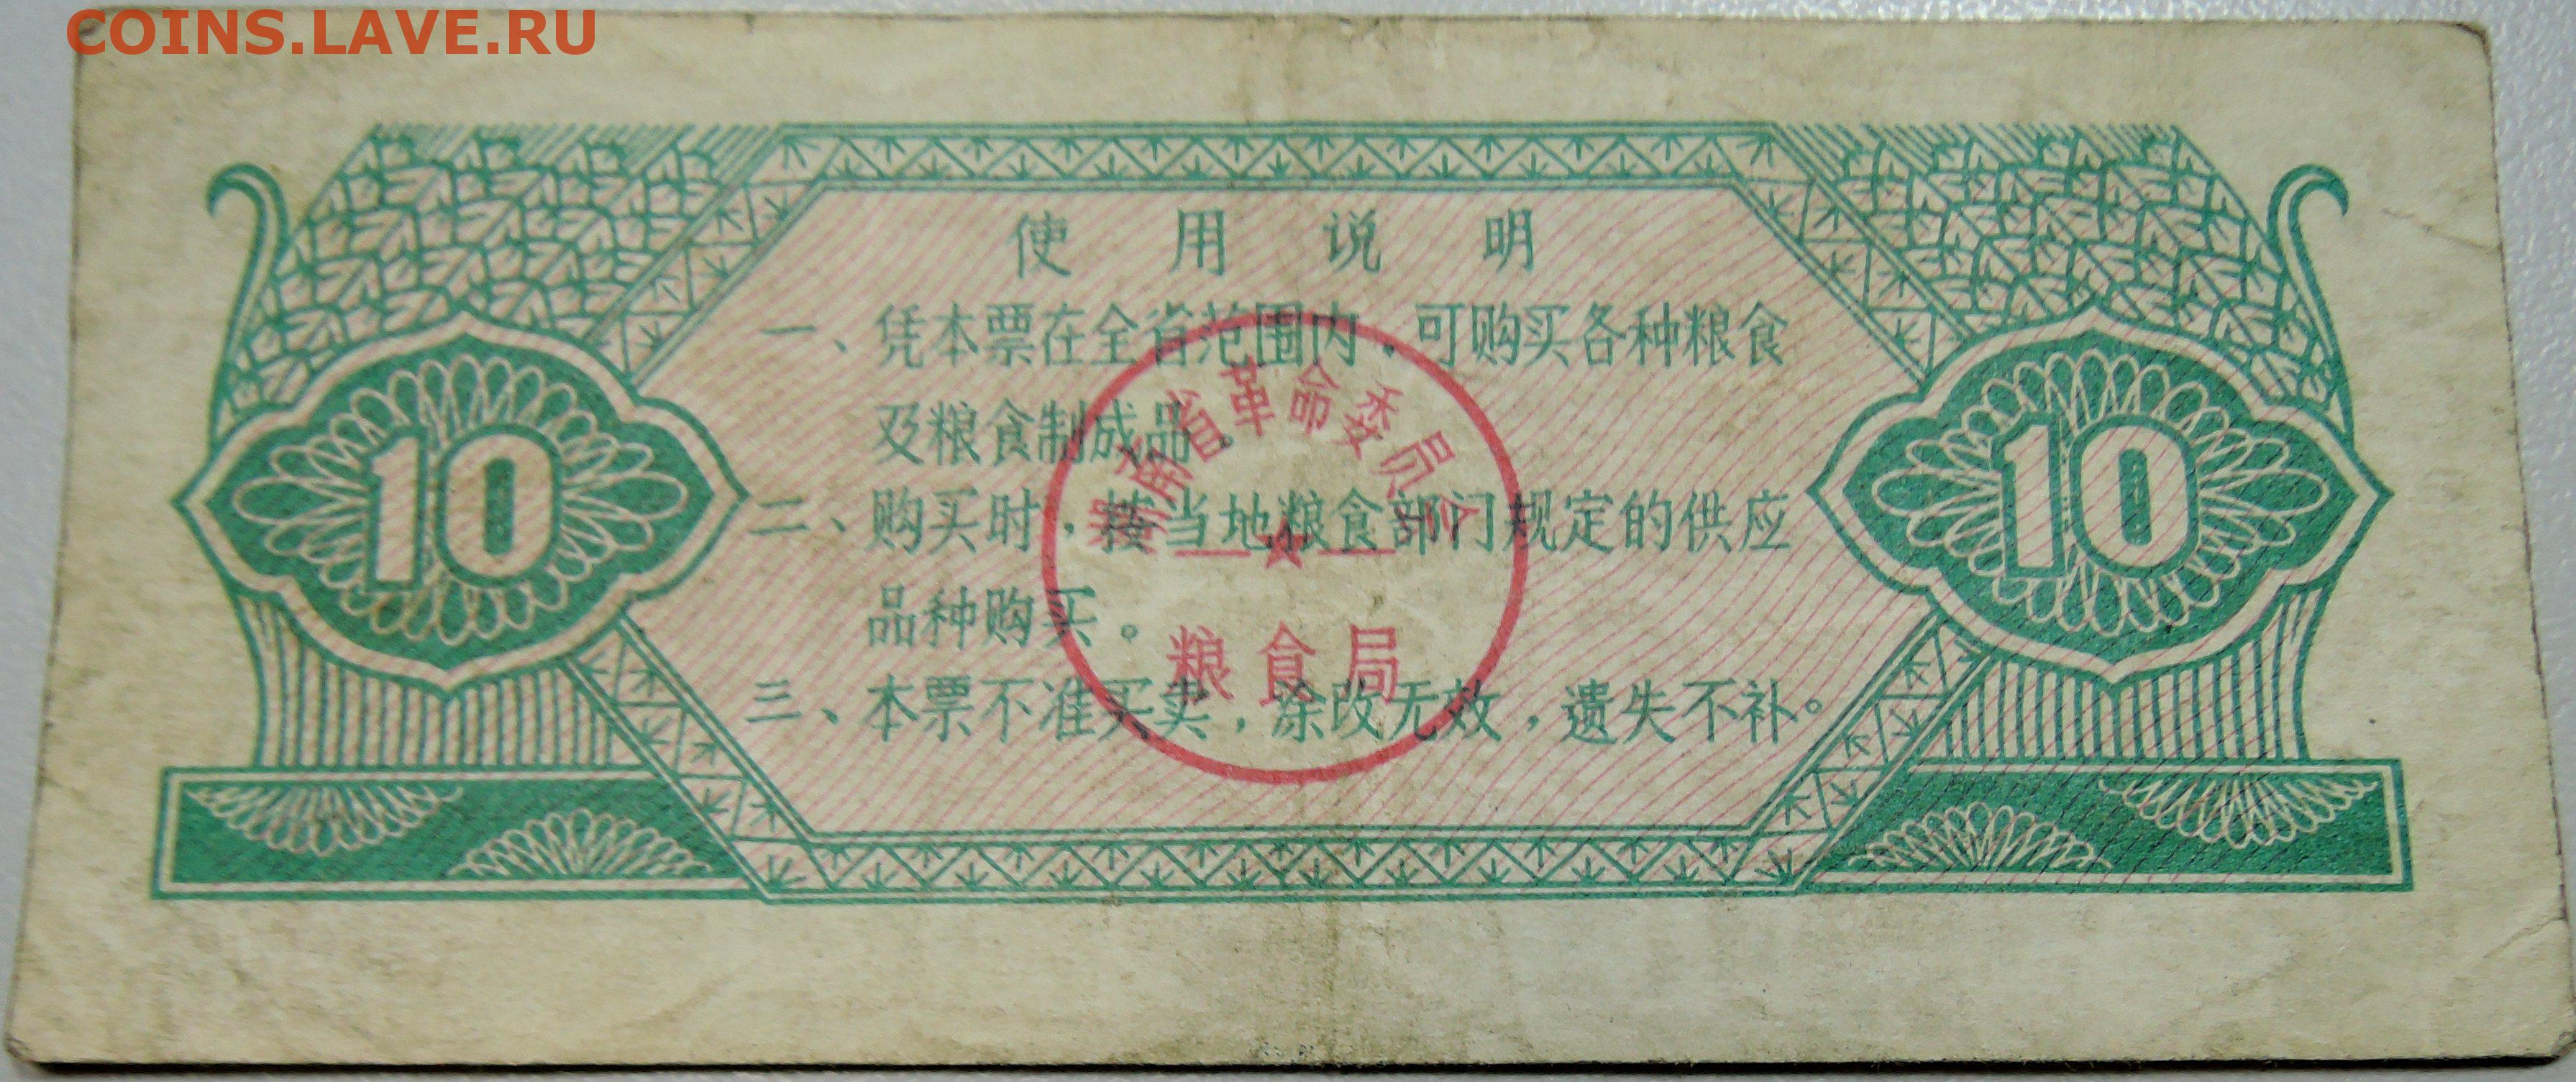 COINS.LAVE.RU
使用说明
一、凭本票在全省范围内，可购买各种粮食
及粮食制成品。
二、购买时，按当地粮食部门规定的供应
品种购买。
三、本票不准买卖，涂改无效，遗失不补。
南省革命委员会
粮食局
10
10